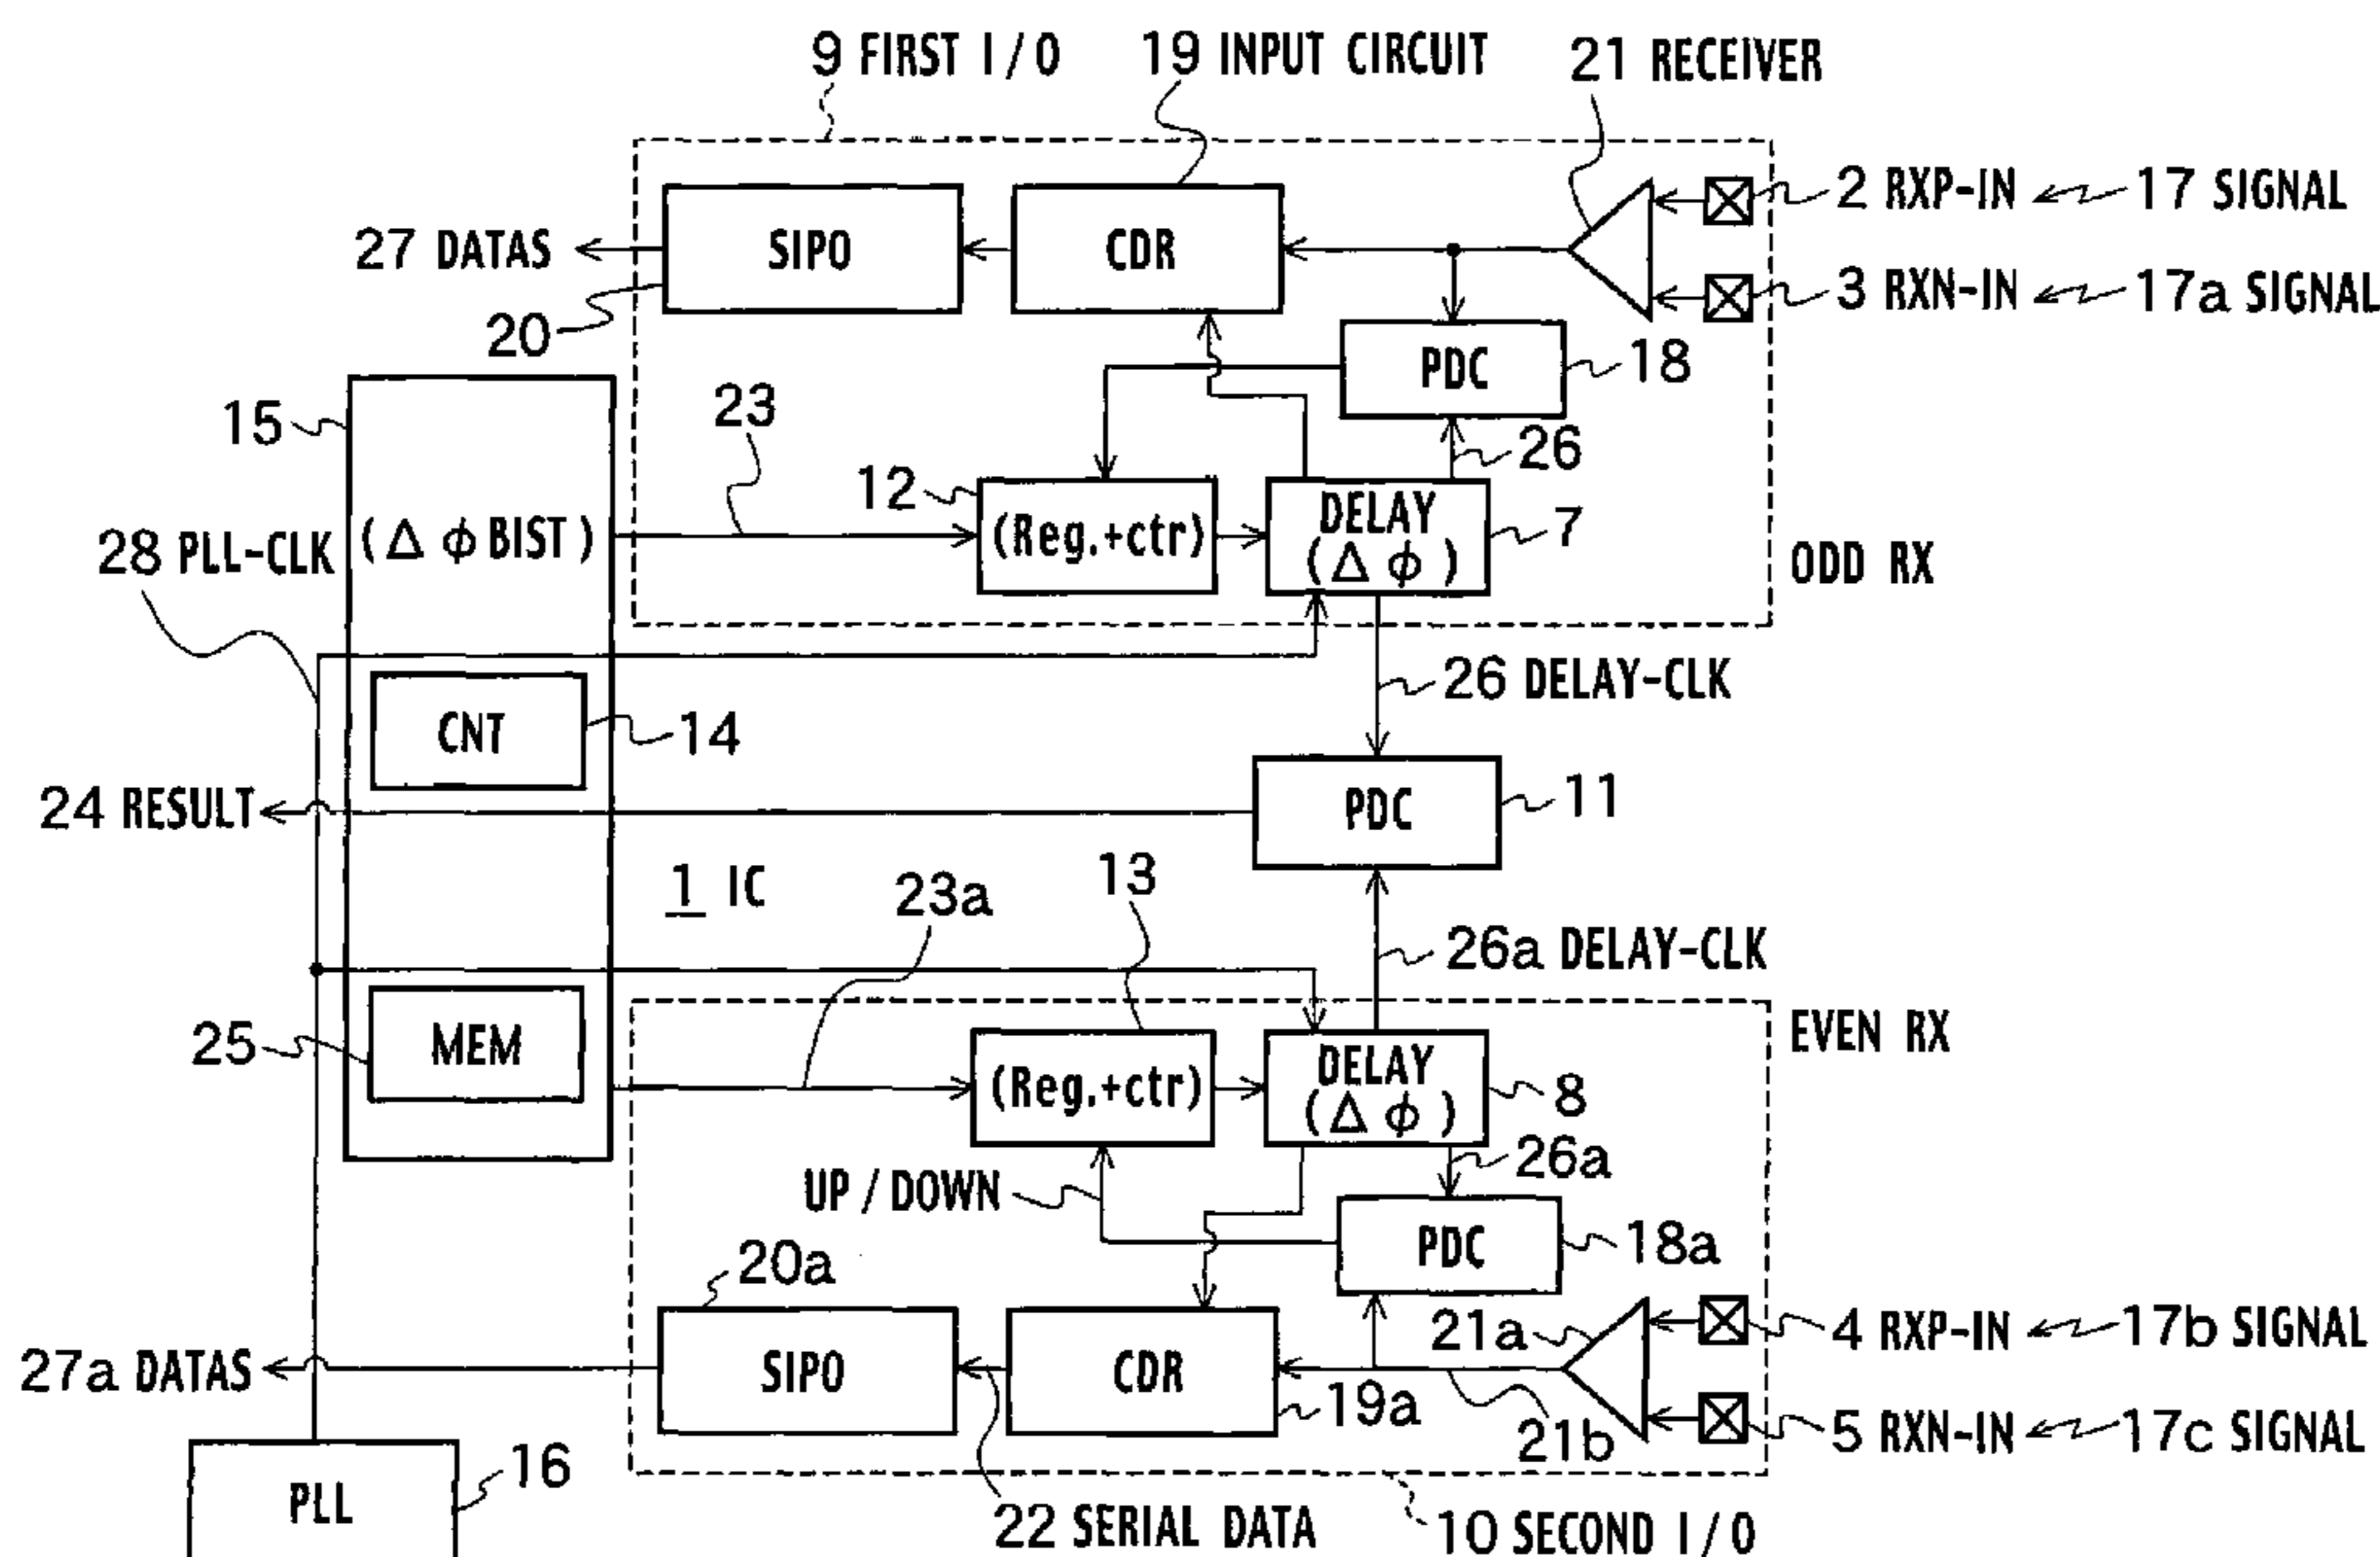 9 FIRST I/O
19 INPUT CIRCUIT
21 RECEIVER
2 RXP-IN
17 SIGNAL
SIPO
CDR
27 DATAS
3 RXN-IN
17a SIGNAL
20
PDC
18
15
23
26
12
(Reg.+ctr)
DELAY
(Δ ϕ)
7
28 PLL-CLK
(Δ ϕ BIST)
ODD RX
26 DELAY-CLK
CNT
14
24 RESULT
PDC
11
1 IC
13
23a
26a DELAY-CLK
EVEN RX
25
MEM
(Reg.+ctr)
DELAY
(Δ ϕ)
8
26a
UP/DOWN
PDC
18a
20a
21a
4 RXP-IN
17b SIGNAL
27a DATAS
SIPO
CDR
19a
21b
5 RXN-IN
17c SIGNAL
PLL
16
22 SERIAL DATA
10 SECOND I/O